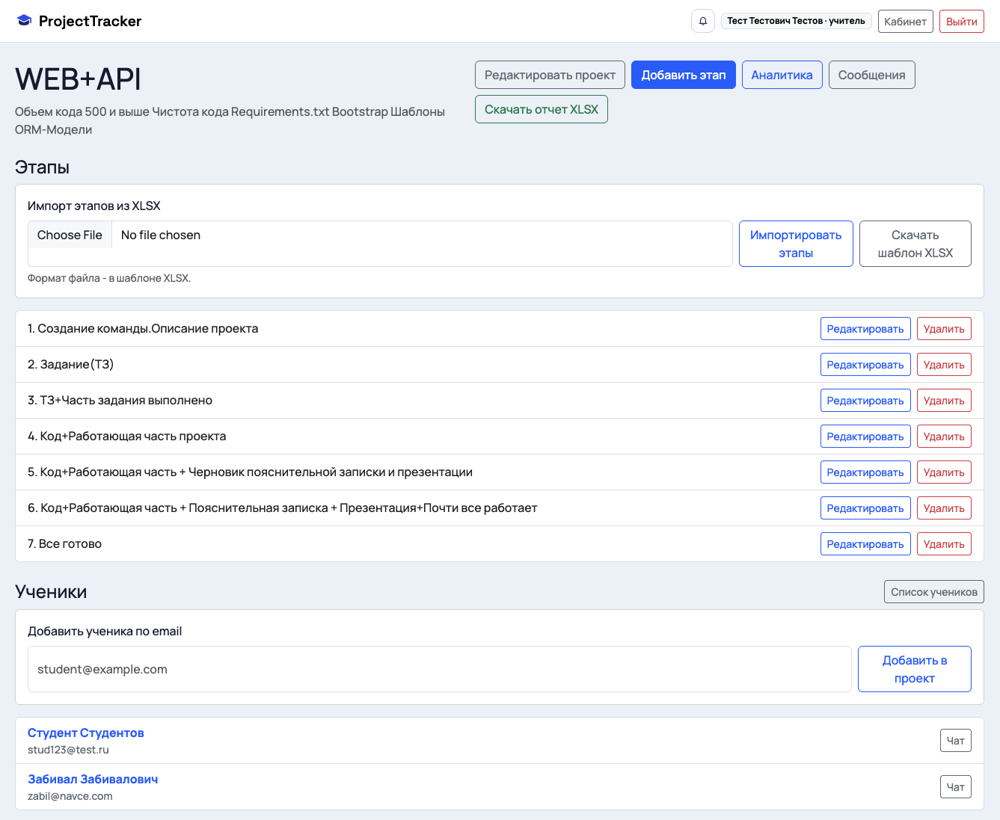 ProjectTracker
Тест Тестович Тестов · учитель
Кабинет
Выйти
WEB+API
Объем кода 500 и выше Чистота кода Requirements.txt Bootstrap Шаблоны
ORM-Модели
Редактировать проект
Добавить этап
Аналитика
Сообщения
Скачать отчет XLSX
Этапы
Импорт этапов из XLSX
Choose File
No file chosen
Импортировать
этапы
Скачать
шаблон XLSX
Формат файла - в шаблоне XLSX.
1. Создание команды.Описание проекта
Редактировать
Удалить
2. Задание(ТЗ)
Редактировать
Удалить
3. ТЗ+Часть задания выполнено
Редактировать
Удалить
4. Код+Работающая часть проекта
Редактировать
Удалить
5. Код+Работающая часть + Черновик пояснительной записки и презентации
Редактировать
Удалить
6. Код+Работающая часть + Пояснительная записка + Презентация+Почти все работает
Редактировать
Удалить
7. Все готово
Редактировать
Удалить
Ученики
Список учеников
Добавить ученика по email
student@example.com
Добавить в
проект
Студент Студентов
stud123@test.ru
Чат
Забивал Забивалович
zabil@navce.com
Чат